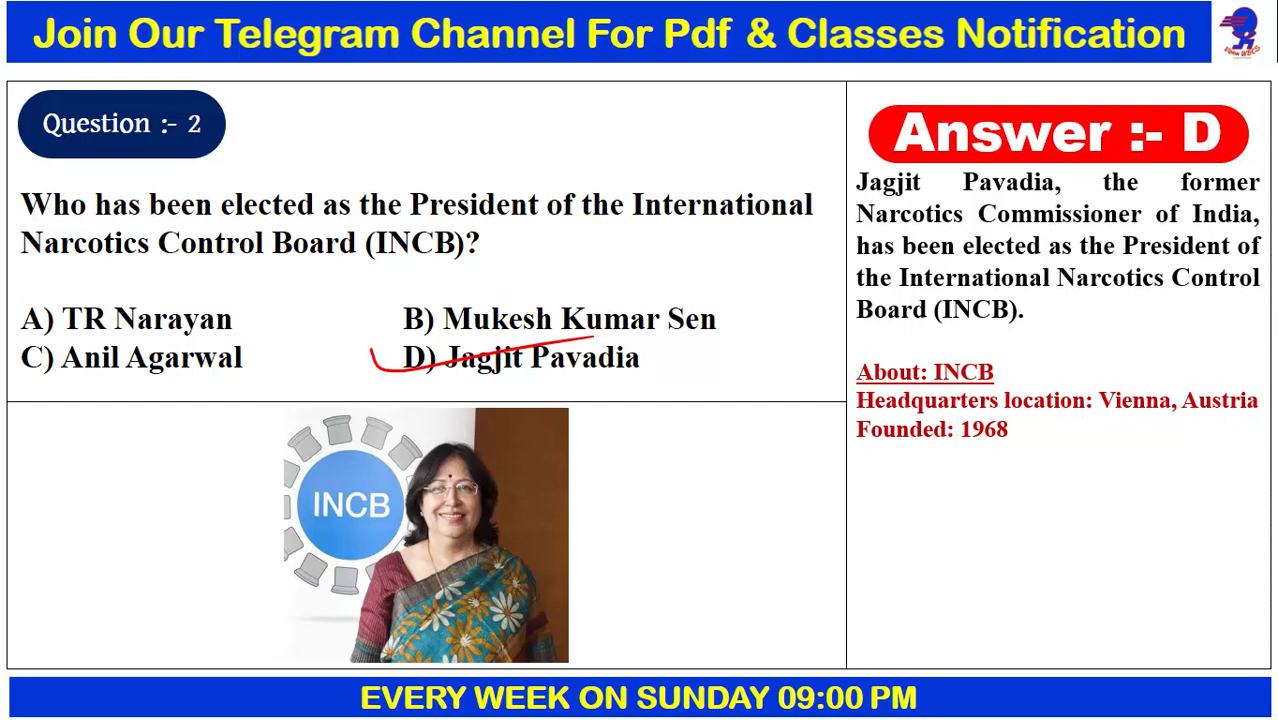 Join Our Telegram Channel For Pdf & Classes Notification
Question :- 2
Who has been elected as the President of the International
Narcotics Control Board (INCB)?
A) TR Narayan
B) Mukesh Kumar Sen
C) Anil Agarwal
D) Jagjit Pavadia
INCB
Answer :- D
Jagjit Pavadia, the former
Narcotics Commissioner of India,
has been elected as the President of
the International Narcotics Control
Board (INCB).
About: INCB
Headquarters location: Vienna, Austria
Founded: 1968
EVERY WEEK ON SUNDAY 09:00 PM